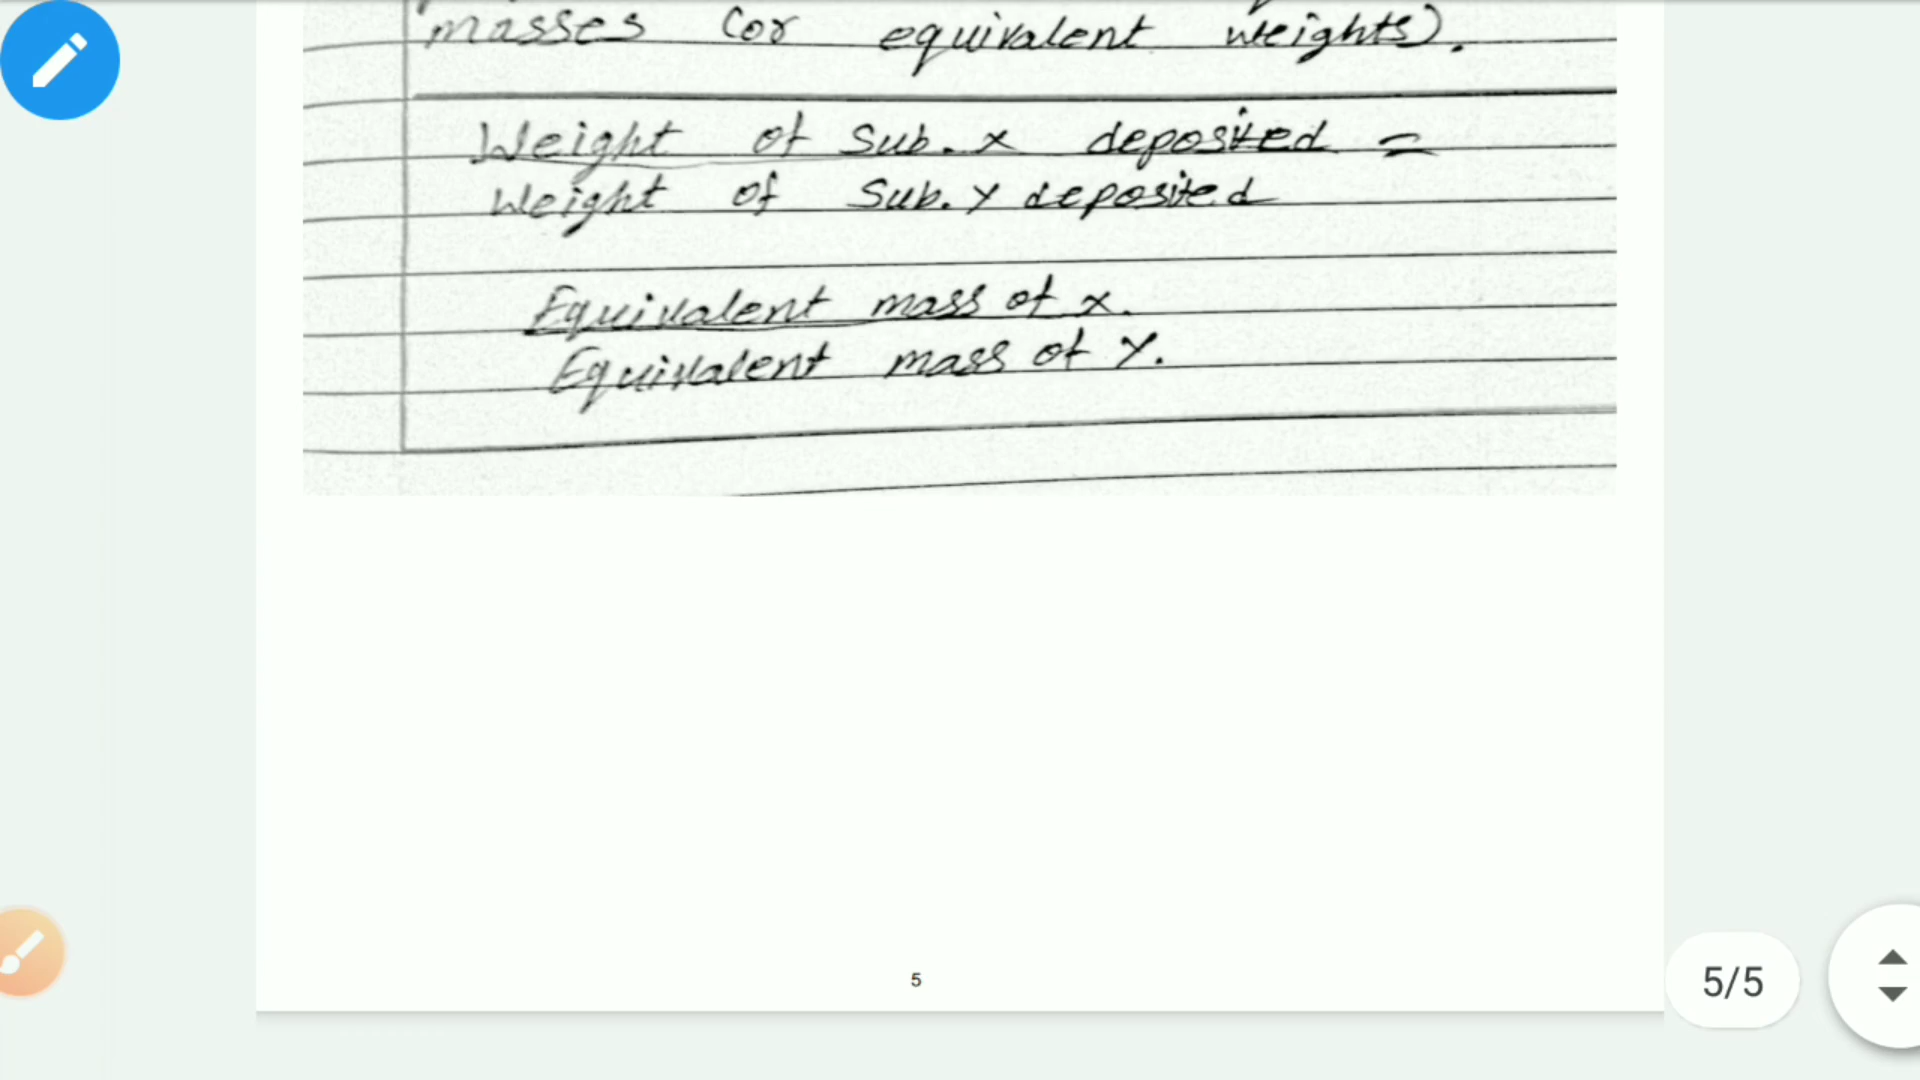 masses (or equivalent weights).
Weight of Sub. x deposited =
Weight of Sub. y deposited
Equivalent mass of x.
Equivalent mass of y.
5
5/5